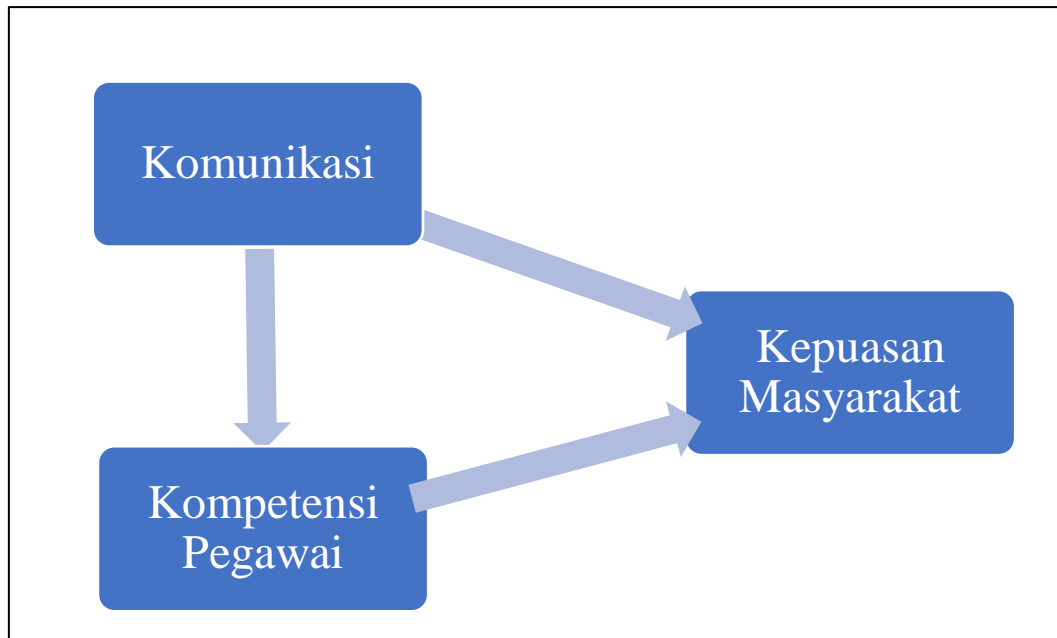 Komunikasi
Kepuasan
Masyarakat
Kompetensi
Pegawai